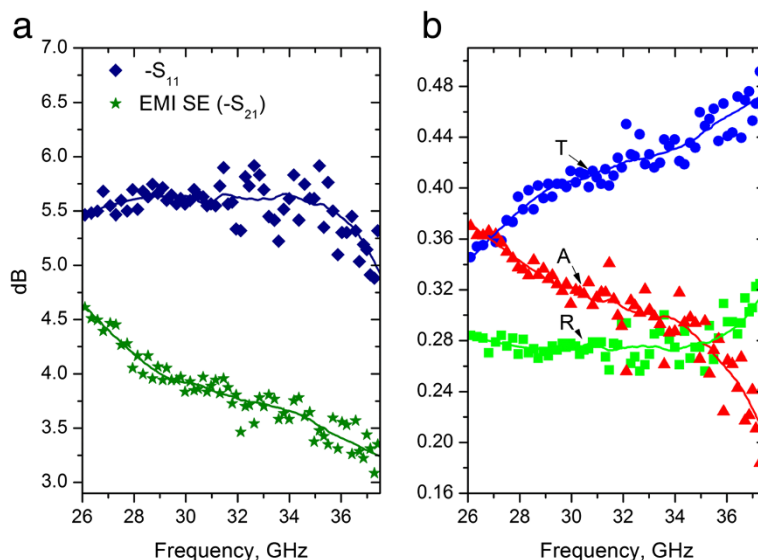 a
7.0
6.5
6.0
5.5
5.0
4.5
4.0
3.5
3.0
dB
-S11
EMI SE (-S21)
26 28 30 32 34 36
Frequency, GHz
b
0.48
0.44
0.40
0.36
0.32
0.28
0.24
0.20
0.16
T
A
R
26 28 30 32 34 36
Frequency, GHz